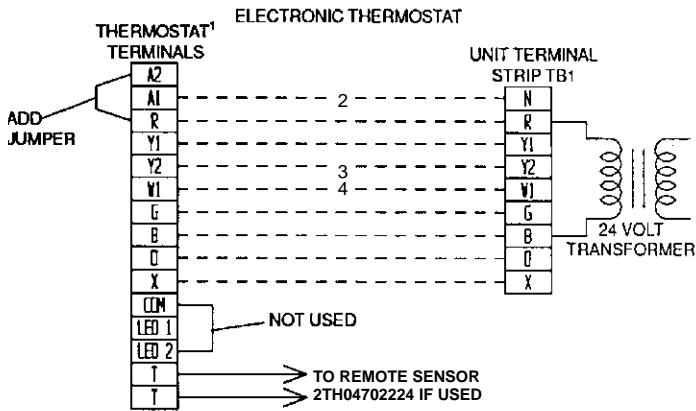 ELECTRONIC THERMOSTAT
THERMOSTAT1
TERMINALS
UNIT TERMINAL
STRIP TB1
A2
A1 2 N
ADD
JUMPER
R R
Y1 Y1
Y2 3 Y2
W1 4 W1
G G
B B
O O
X X
24 VOLT
TRANSFORMER
COM
LED 1
LED 2
NOT USED
T TO REMOTE SENSOR
T 2TH04702224 IF USED